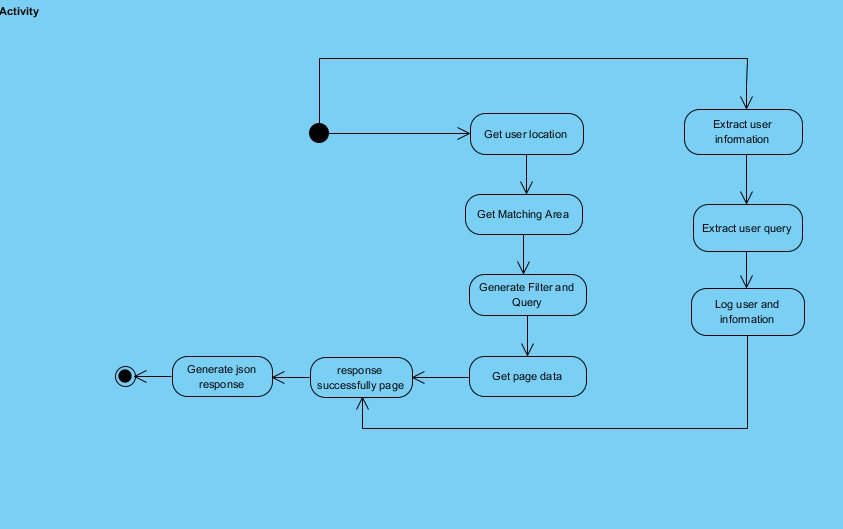 Activity
Get user location
Extract user
information
Get Matching Area
Extract user query
Generate Filter and
Query
Log user and
information
Generate json
response
response
successfully page
Get page data